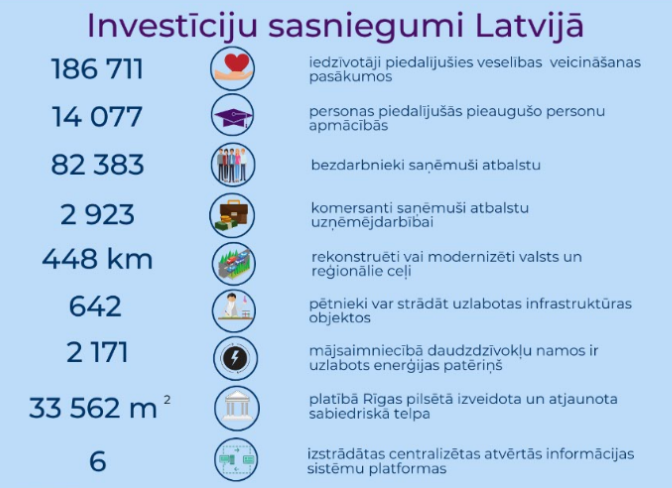 Investīciju sasniegumi Latvijā
186 711
iedzīvotāji piedalījušies veselības veicināšanas
pasākumos
14 077
personas piedalījušās pieaugušo personu
apmācībās
82 383
bezdarbnieki saņēmuši atbalstu
2 923
komersanti saņēmuši atbalstu
uzņēmējdarbībai
448 km
rekonstruēti vai modernizēti valsts un
reģionālie ceļi
642
pētnieki var strādāt uzlabotas infrastruktūras
objektos
2 171
mājsaimniecībā daudzdzīvokļu namos ir
uzlabots enerģijas patēriņš
33 562 m ²
platībā Rīgas pilsētā izveidota un atjaunota
sabiedriskā telpa
6
izstrādātas centralizētas atvērtās informācijas
sistēmu platformas